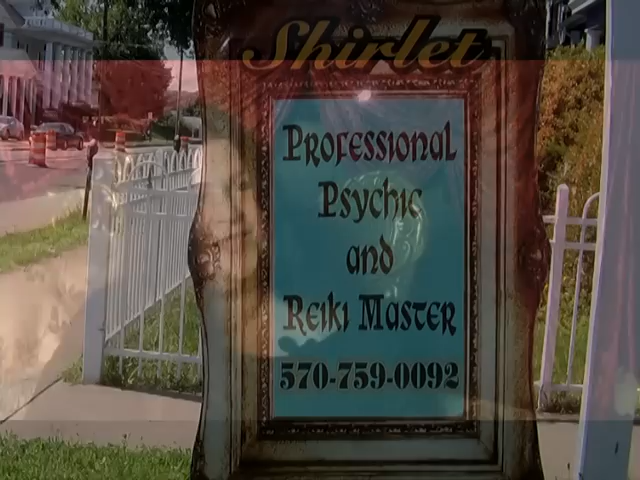 Shirlet
Professional
Psychic
and
Reiki Master
570-759-0092